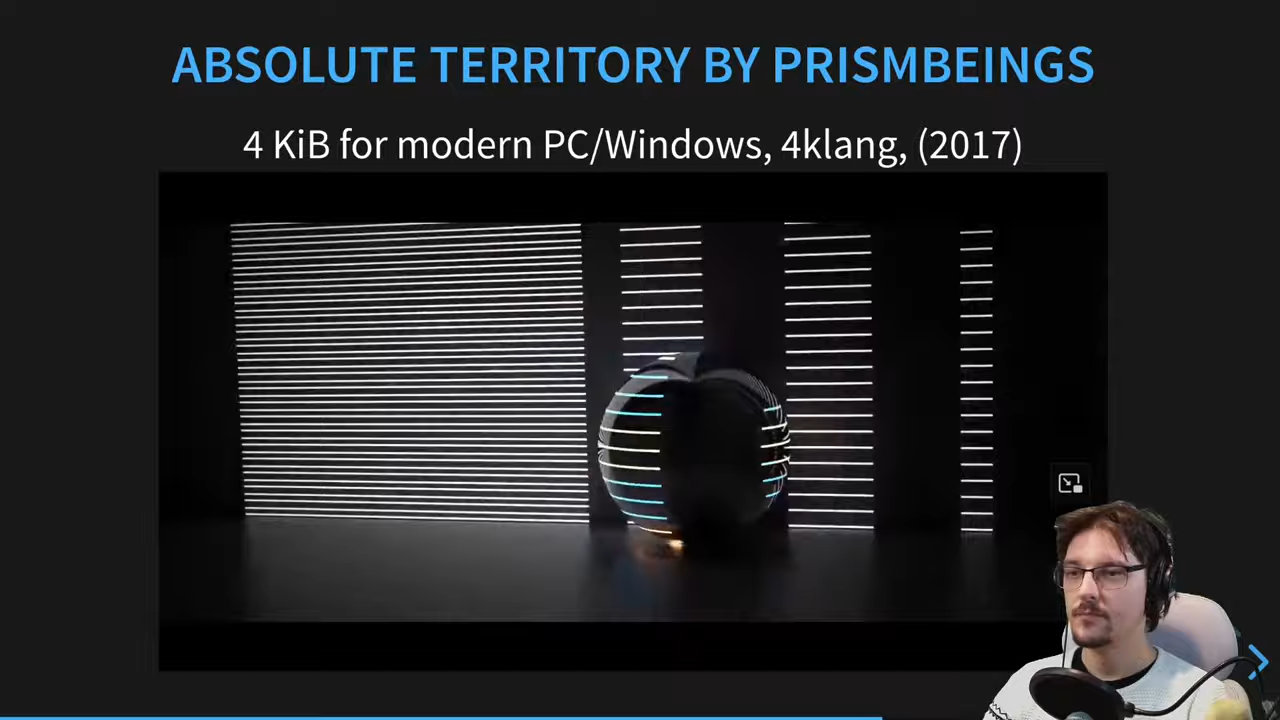 ABSOLUTE TERRITORY BY PRISMBEINGS
4 KiB for modern PC/Windows, 4klang, (2017)